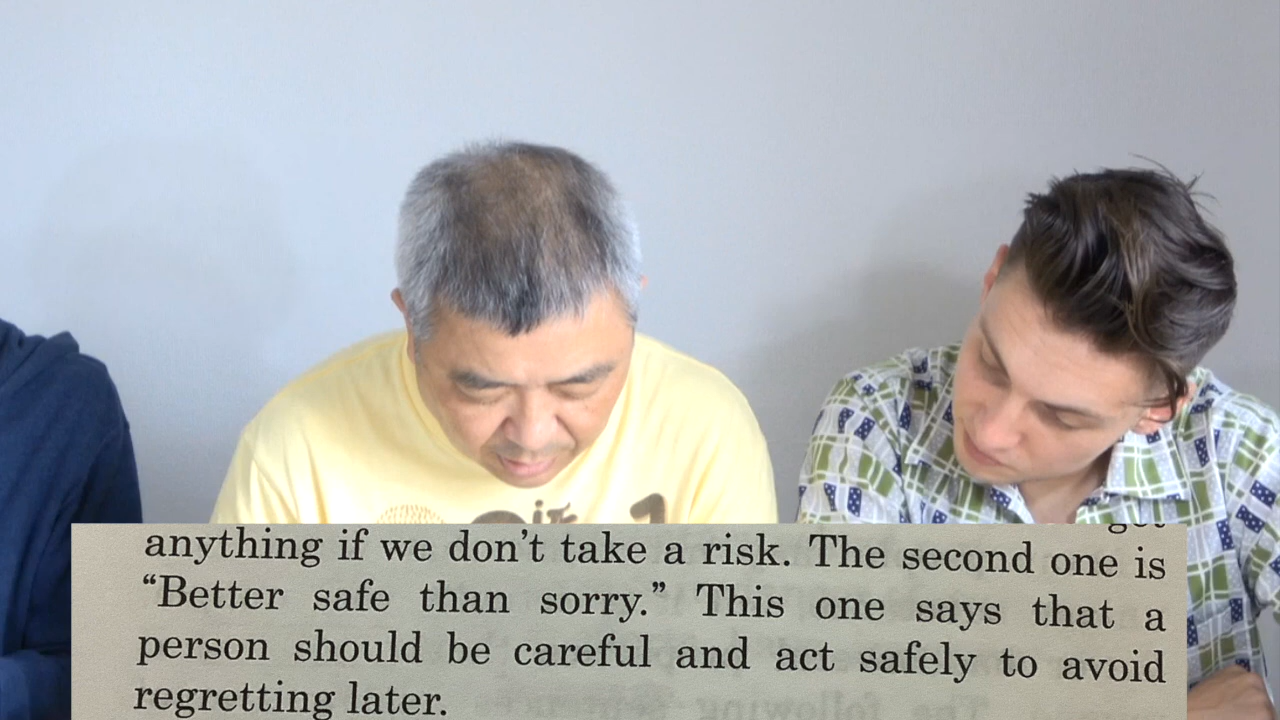 anything if we don't take a risk. The second one is
“Better safe than sorry.” This one says that a
person should be careful and act safely to avoid
regretting later.